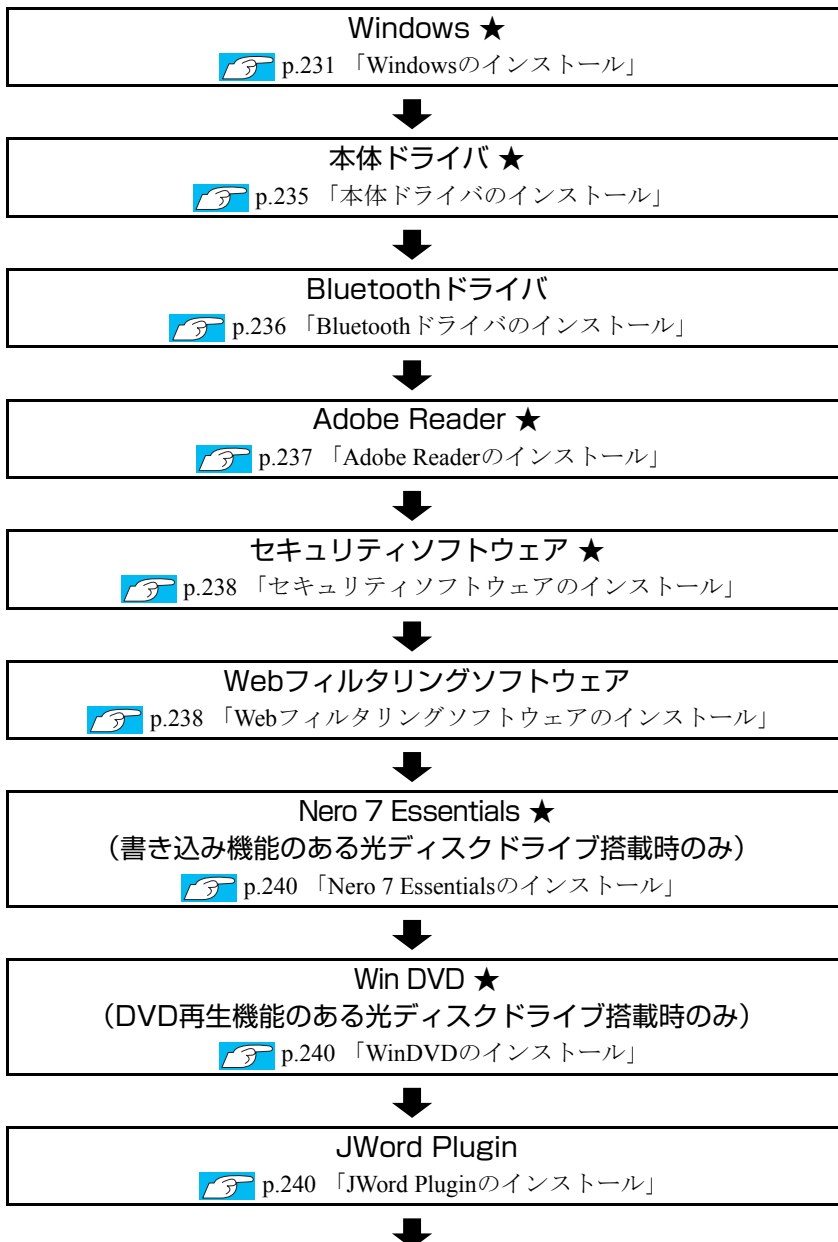 Windows ★
p.231 「Windowsのインストール」
本体ドライバ ★
p.235 「本体ドライバのインストール」
Bluetoothドライバ
p.236 「Bluetoothドライバのインストール」
Adobe Reader ★
p.237 「Adobe Readerのインストール」
セキュリティソフトウェア ★
p.238 「セキュリティソフトウェアのインストール」
Webフィルタリングソフトウェア
p.238 「Webフィルタリングソフトウェアのインストール」
Nero 7 Essentials ★
（書き込み機能のある光ディスクドライブ搭載時のみ）
p.240 「Nero 7 Essentialsのインストール」
Win DVD ★
（DVD再生機能のある光ディスクドライブ搭載時のみ）
p.240 「WinDVDのインストール」
JWord Plugin
p.240 「JWord Pluginのインストール」